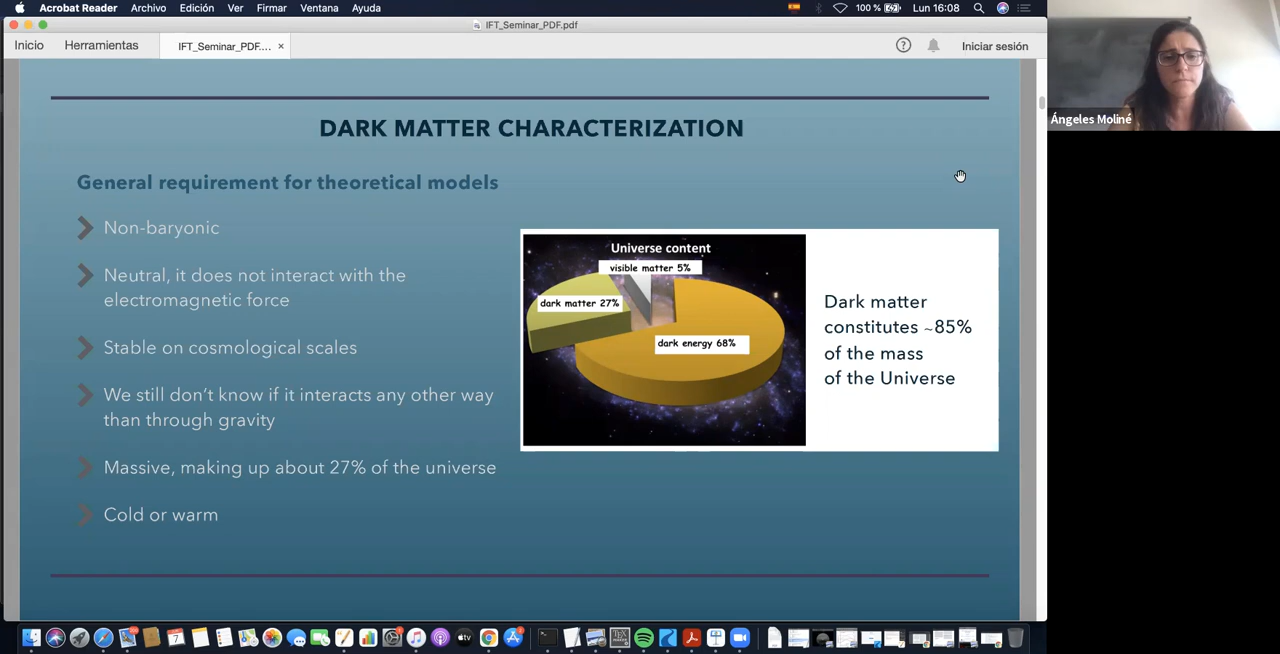 Acrobat Reader Archivo Edición Ver Firmar Ventana Ayuda
100 % Lun 16:08
IFT_Seminar_PDF.pdf
Inicio Herramientas IFT_Seminar_PDF.... × Iniciar sesión
DARK MATTER CHARACTERIZATION
General requirement for theoretical models
Non-baryonic
Neutral, it does not interact with the
electromagnetic force
Stable on cosmological scales
We still don't know if it interacts any other way
than through gravity
Massive, making up about 27% of the universe
Cold or warm
Universe content
visible matter 5%
dark matter 27%
dark energy 68%
Dark matter
constitutes ~85%
of the mass
of the Universe
Ángeles Moliné